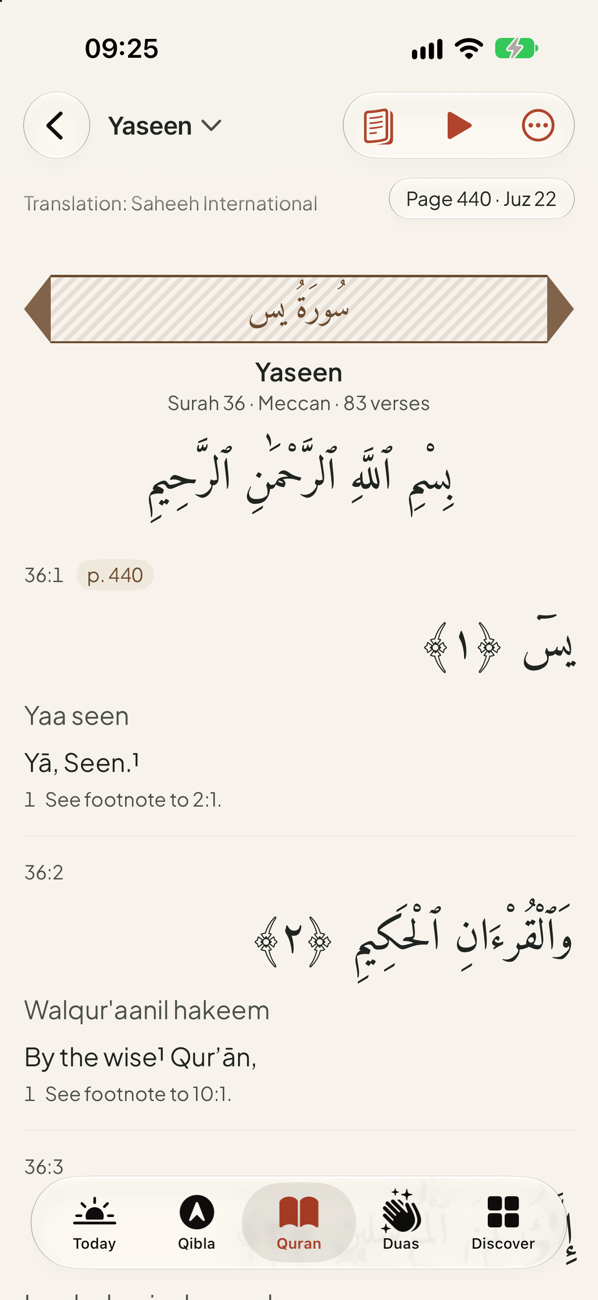 09:25
Yaseen
Translation: Saheeh International
Page 440 · Juz 22
سُورَةُ يس
Yaseen
Surah 36 · Meccan · 83 verses
بِسْمِ ٱللَّهِ ٱلرَّحْمَٰنِ ٱلرَّحِيمِ
36:1 p. 440
يسٓ ﴿١﴾
Yaa seen
Yā, Seen.¹
1 See footnote to 2:1.
36:2
وَٱلْقُرْءَانِ ٱلْحَكِيمِ ﴿٢﴾
Walqur'aanil hakeem
By the wise¹ Qur’ān,
1 See footnote to 10:1.
36:3
Today Qibla Quran Duas Discover